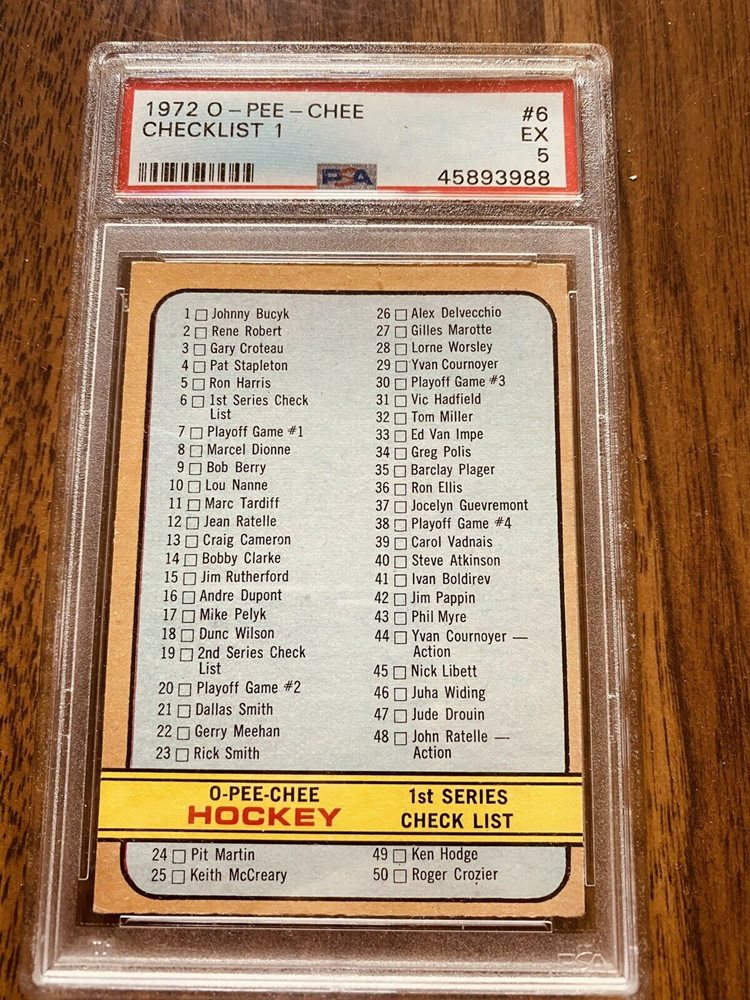 1972 O-PEE-CHEE #6
CHECKLIST 1 EX
5
PSA 45893988
1 Johnny Bucyk
2 Rene Robert
3 Gary Croteau
4 Pat Stapleton
5 Ron Harris
6 1st Series Check
List
7 Playoff Game #1
8 Marcel Dionne
9 Bob Berry
10 Lou Nanne
11 Marc Tardiff
12 Jean Ratelle
13 Craig Cameron
14 Bobby Clarke
15 Jim Rutherford
16 Andre Dupont
17 Mike Pelyk
18 Dunc Wilson
19 2nd Series Check
List
20 Playoff Game #2
21 Dallas Smith
22 Gerry Meehan
23 Rick Smith
26 Alex Delvecchio
27 Gilles Marotte
28 Lorne Worsley
29 Yvan Cournoyer
30 Playoff Game #3
31 Vic Hadfield
32 Tom Miller
33 Ed Van Impe
34 Greg Polis
35 Barclay Plager
36 Ron Ellis
37 Jocelyn Guevremont
38 Playoff Game #4
39 Carol Vadnais
40 Steve Atkinson
41 Ivan Boldirev
42 Jim Pappin
43 Phil Myre
44 Yvan Cournoyer —
Action
45 Nick Libett
46 Juha Widing
47 Jude Drouin
48 John Ratelle —
Action
O-PEE-CHEE
HOCKEY
1st SERIES
CHECK LIST
24 Pit Martin
25 Keith McCreary
49 Ken Hodge
50 Roger Crozier
PSA